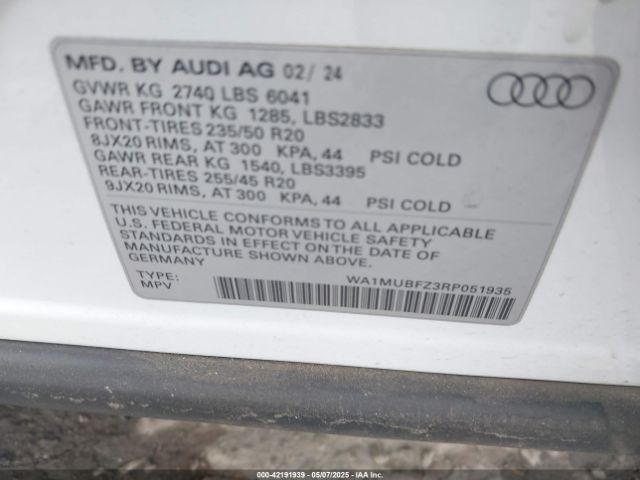 MFD. BY AUDI AG 02/ 24
GVWR KG 2740 LBS 6041
GAWR FRONT KG 1285, LBS2833
FRONT-TIRES 235/50 R20
8JX20 RIMS, AT 300 KPA, 44 PSI COLD
GAWR REAR KG 1540, LBS3395
REAR-TIRES 255/45 R20
9JX20 RIMS, AT 300 KPA, 44 PSI COLD
THIS VEHICLE CONFORMS TO ALL APPLICABLE
U.S. FEDERAL MOTOR VEHICLE SAFETY
STANDARDS IN EFFECT ON THE DATE OF
MANUFACTURE SHOWN ABOVE.
GERMANY
TYPE:
MPV
WA1MUBFZ3RP051935
000-42191939 - 05/07/2025 - IAAI.COM